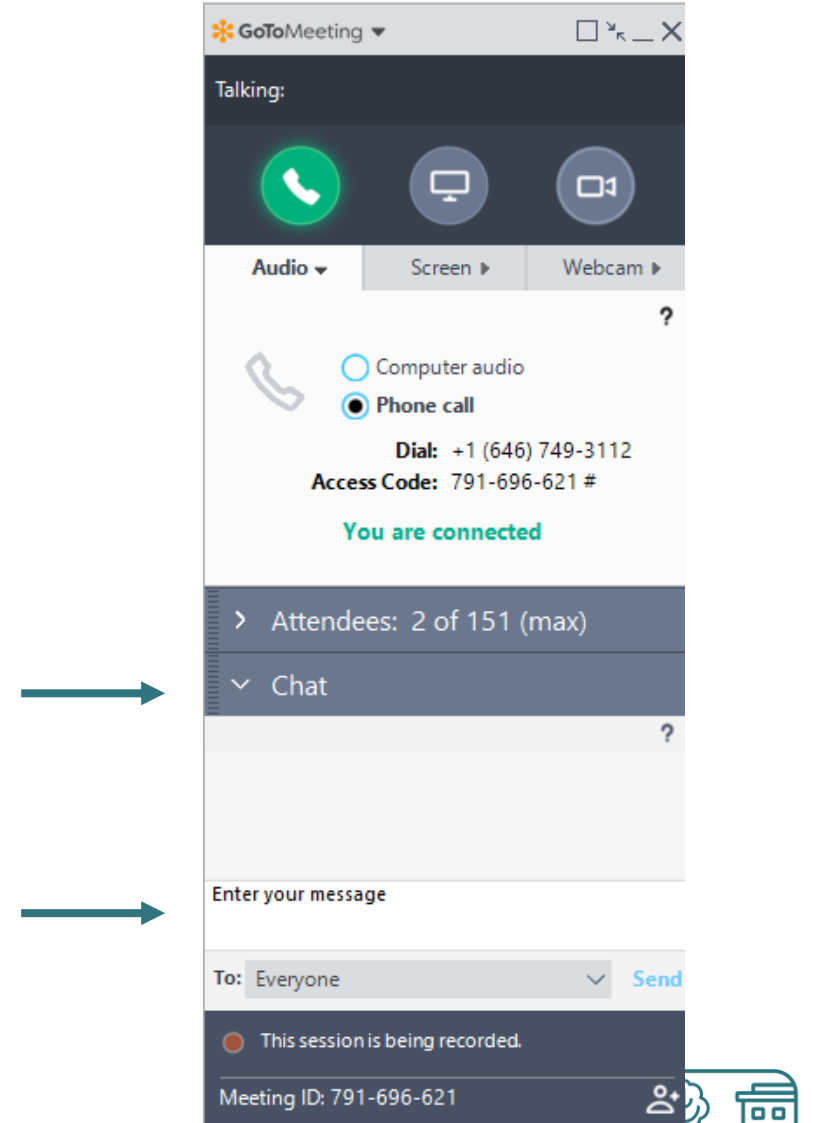 GoToMeeting
Talking:
Audio Screen Webcam
?
Computer audio
Phone call
Dial: +1 (646) 749-3112
Access Code: 791-696-621 #
You are connected
Attendees: 2 of 151 (max)
Chat
?
Enter your message
To: Everyone Send
This session is being recorded.
Meeting ID: 791-696-621